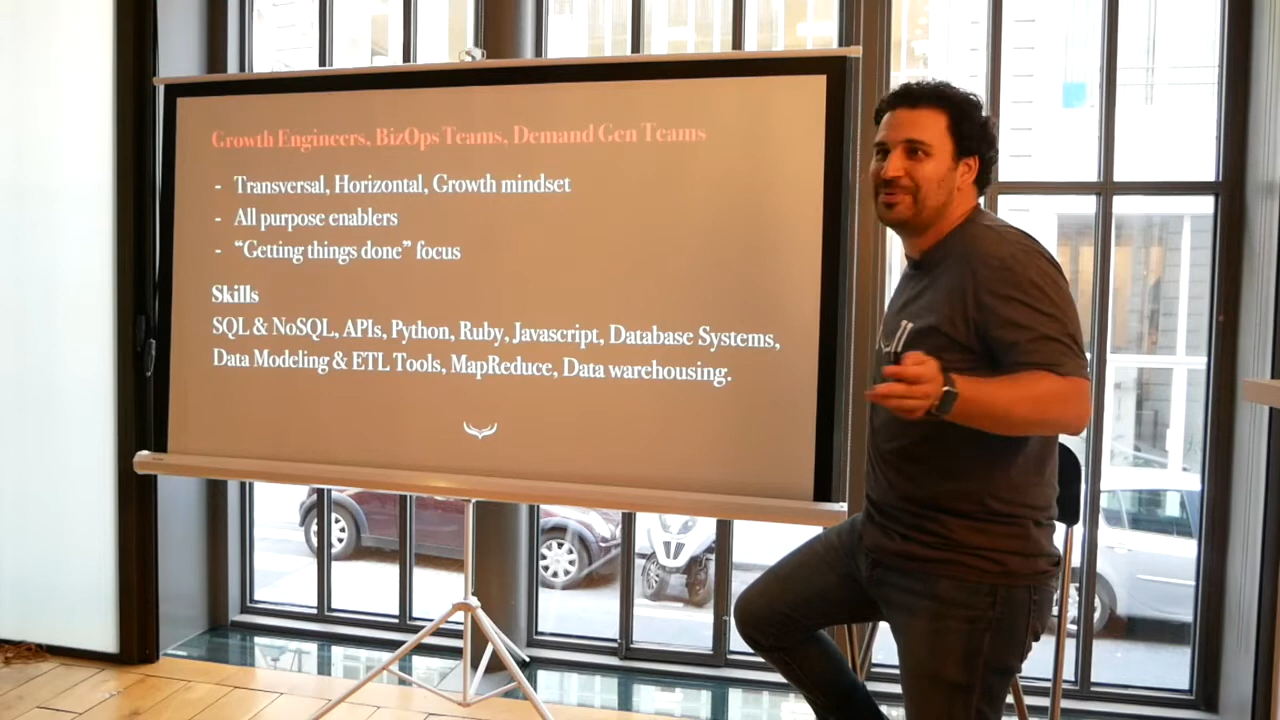 Growth Engineers, BizOps Teams, Demand Gen Teams
- Transversal, Horizontal, Growth mindset
- All purpose enablers
- “Getting things done” focus
Skills
SQL & NoSQL, APIs, Python, Ruby, Javascript, Database Systems,
Data Modeling & ETL Tools, MapReduce, Data warehousing.